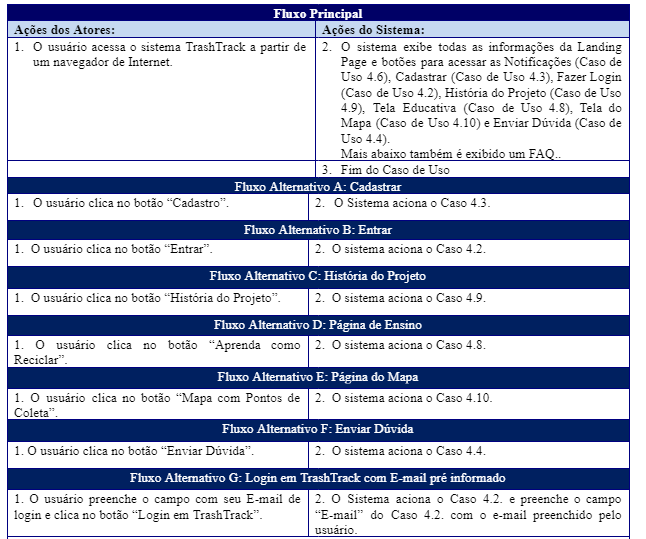 Fluxo Principal
Ações dos Atores:
Ações do Sistema:
1. O usuário acessa o sistema TrashTrack a partir de
um navegador de Internet.
2. O sistema exibe todas as informações da Landing
Page e botões para acessar as Notificações (Caso
de Uso 4.6), Cadastrar (Caso de Uso 4.3), Fazer Login
(Caso de Uso 4.2), História do Projeto (Caso de Uso
4.9), Tela Educativa (Caso de Uso 4.8), Tela do
Mapa (Caso de Uso 4.10) e Enviar Dúvida (Caso de
Uso 4.4).
Mais abaixo também é exibido um FAQ..
3. Fim do Caso de Uso
Fluxo Alternativo A: Cadastrar
1. O usuário clica no botão “Cadastro”.
2. O Sistema aciona o Caso 4.3.
Fluxo Alternativo B: Entrar
1. O usuário clica no botão “Entrar”.
2. O sistema aciona o Caso 4.2.
Fluxo Alternativo C: História do Projeto
1. O usuário clica no botão “História do Projeto”.
2. O sistema aciona o Caso 4.9.
Fluxo Alternativo D: Página de Ensino
1. O usuário clica no botão “Aprenda como
Reciclar”.
2. O sistema aciona o Caso 4.8.
Fluxo Alternativo E: Página do Mapa
1. O usuário clica no botão “Mapa com Pontos de
Coleta”.
2. O sistema aciona o Caso 4.10.
Fluxo Alternativo F: Enviar Dúvida
1. O usuário clica no botão “Enviar Dúvida”.
2. O sistema aciona o Caso 4.4.
Fluxo Alternativo G: Login em TrashTrack com E-mail pré informado
1. O usuário preenche o campo com seu E-mail de
login e clica no botão “Login em TrashTrack”.
2. O Sistema aciona o Caso 4.2. e preenche o campo
“E-mail” do Caso 4.2. com o e-mail preenchido pelo
usuário.